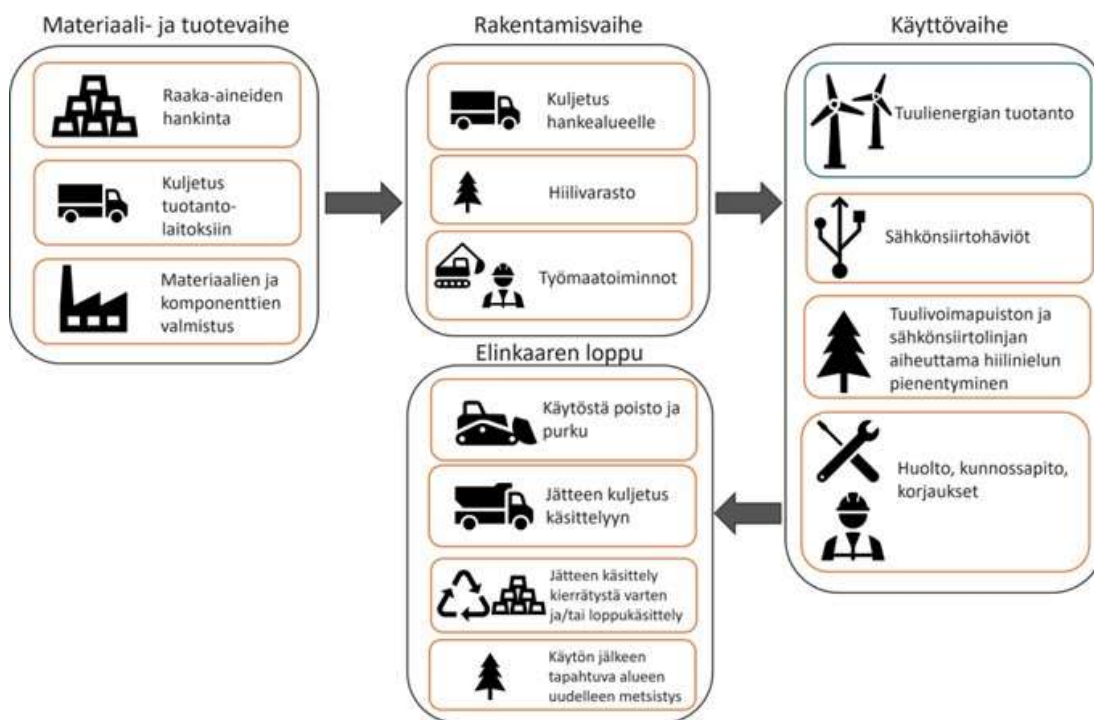 Materiaali- ja tuotevaihe
Raaka-aineiden
hankinta
Kuljetus
tuotanto-
laitoksiin
Materiaalien ja
komponenttien
valmistus
Rakentamisvaihe
Kuljetus
hankealueelle
Hiilivarasto
Työmaatoiminnot
Käyttövaihe
Tuulienergian tuotanto
Sähkönsiirtohäviöt
Tuulivoimapuiston ja
sähkönsiirtolinjan
aiheuttama hiilinielun
pienentyminen
Huolto, kunnossapito,
korjaukset
Elinkaaren loppu
Käytöstä poisto ja
purku
Jätteen kuljetus
käsittelyyn
Jätteen käsittely
kierrätystä varten
ja/tai loppukäsittely
Käytön jälkeen
tapahtuva alueen
uudelleen metsistys